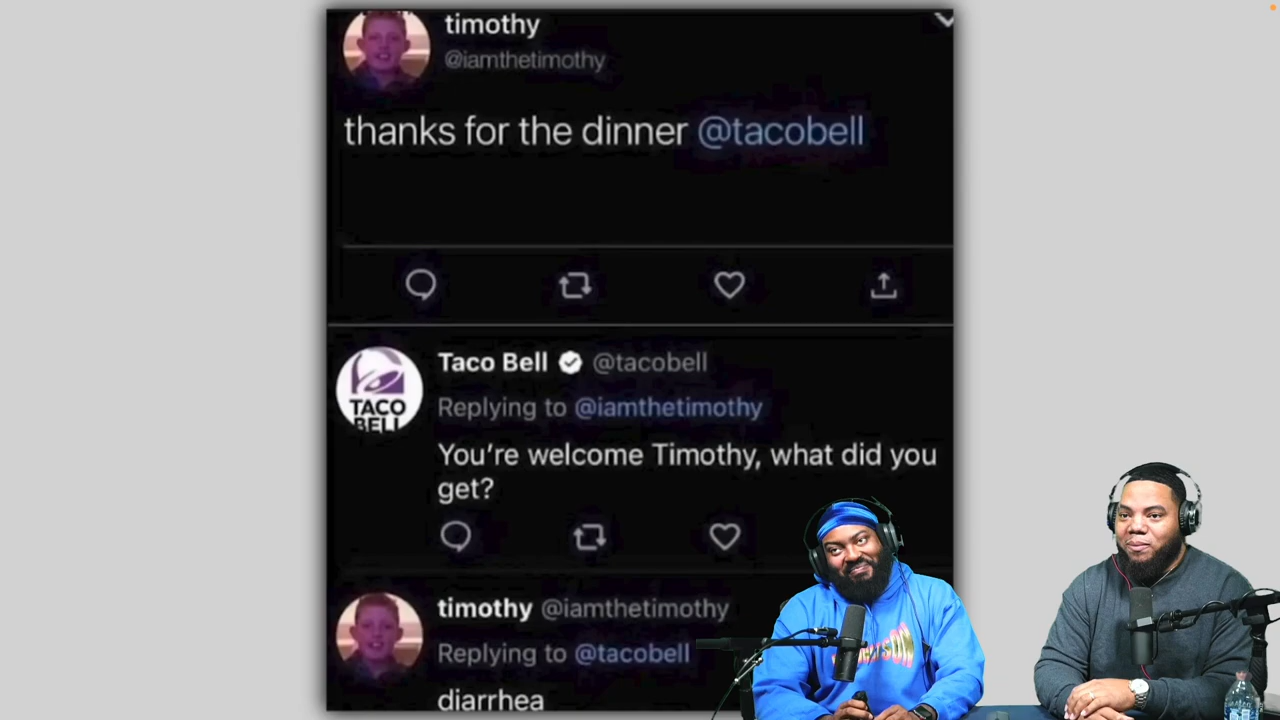 timothy
@iamthetimothy
thanks for the dinner @tacobell
Taco Bell @tacobell
TACO
BELL
Replying to @iamthetimothy
You're welcome Timothy, what did you
get?
timothy @iamthetimothy
Replying to @tacobell
diarrhea